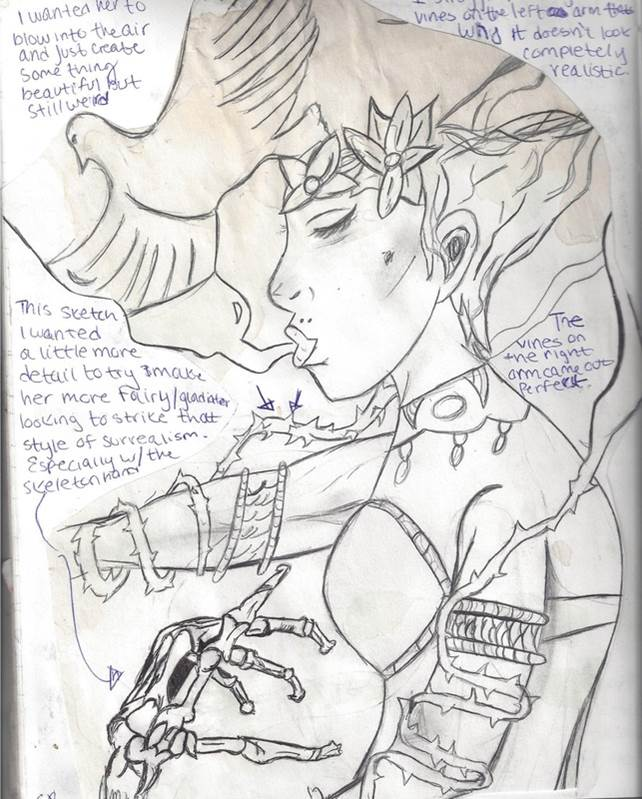 I wanted her to
blow into the air
and just create
some thing
beautiful but
still weird
vines on the left arm that's
why it doesn't look
completely
realistic.
This sketch
I wanted
a little more
detail to try & make
her more Fairy/gladiator
looking to strike that
style of surrealism.
Especially w/ the
skeleton hand
The
vines on
the right
arm came out
Perfect.